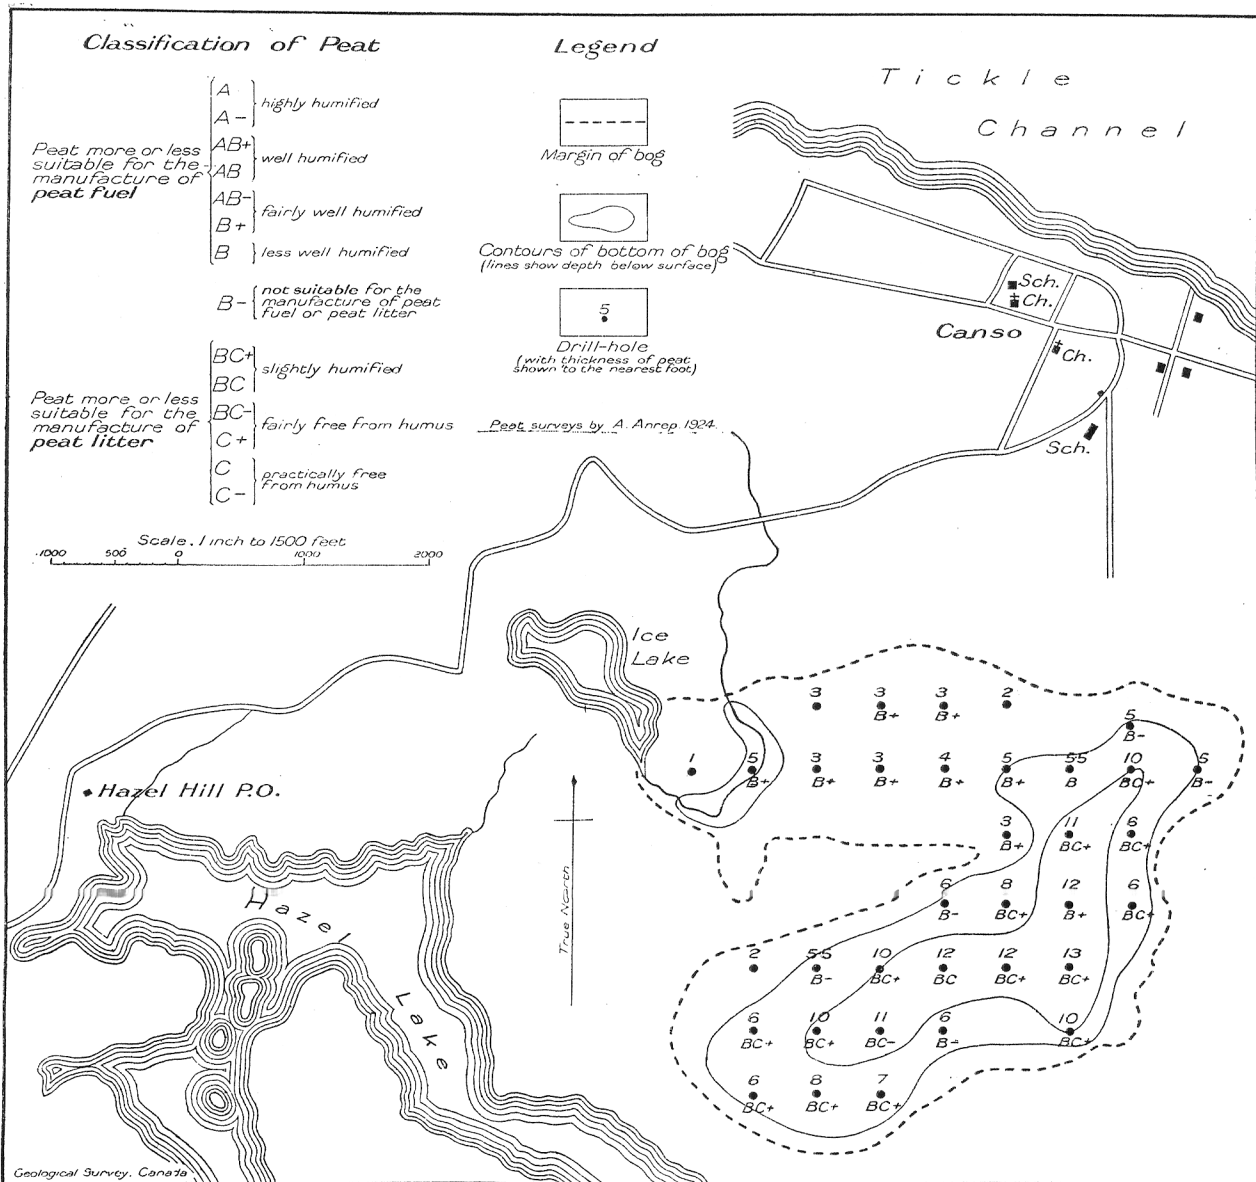 Classification of Peat
Peat more or less
suitable for the
manufacture of
peat fuel
A
A-
highly humified
AB+
AB
well humified
AB-
B+
fairly well humified
B
less well humified
B-
not suitable for the
manufacture of peat
fuel or peat litter
Peat more or less
suitable for the
manufacture of
peat litter
BC+
BC
slightly humified
BC-
C+
fairly free from humus
C
C-
practically free
from humus
Scale, 1 inch to 1500 feet
1000 500 0 1000 2000
Legend
Margin of bog
Contours of bottom of bog
(lines show depth below surface)
5
Drill-hole
(with thickness of peat
shown to the nearest foot)
Peat surveys by A. Anrep. 1924.
Tickle
Channel
Sch.
Ch.
Canso
Ch.
Sch.
Ice
Lake
Hazel Hill P.O.
Hazel
Lake
True North
3 3 3 2
B+ B+
5
B-
1 5 3 3 4 5 5.5 10 5
B+ B+ B+ B+ B+ B BC+ B-
3 11 6
B+ BC+ BC+
6 8 12 6
B- BC+ B+ BC+
2 5.5 10 12 12 13
B- BC+ BC BC+ BC+
6 10 11 6 10
BC+ BC+ BC- B- BC+
6 8 7
BC+ BC+ BC+
Geological Survey, Canada